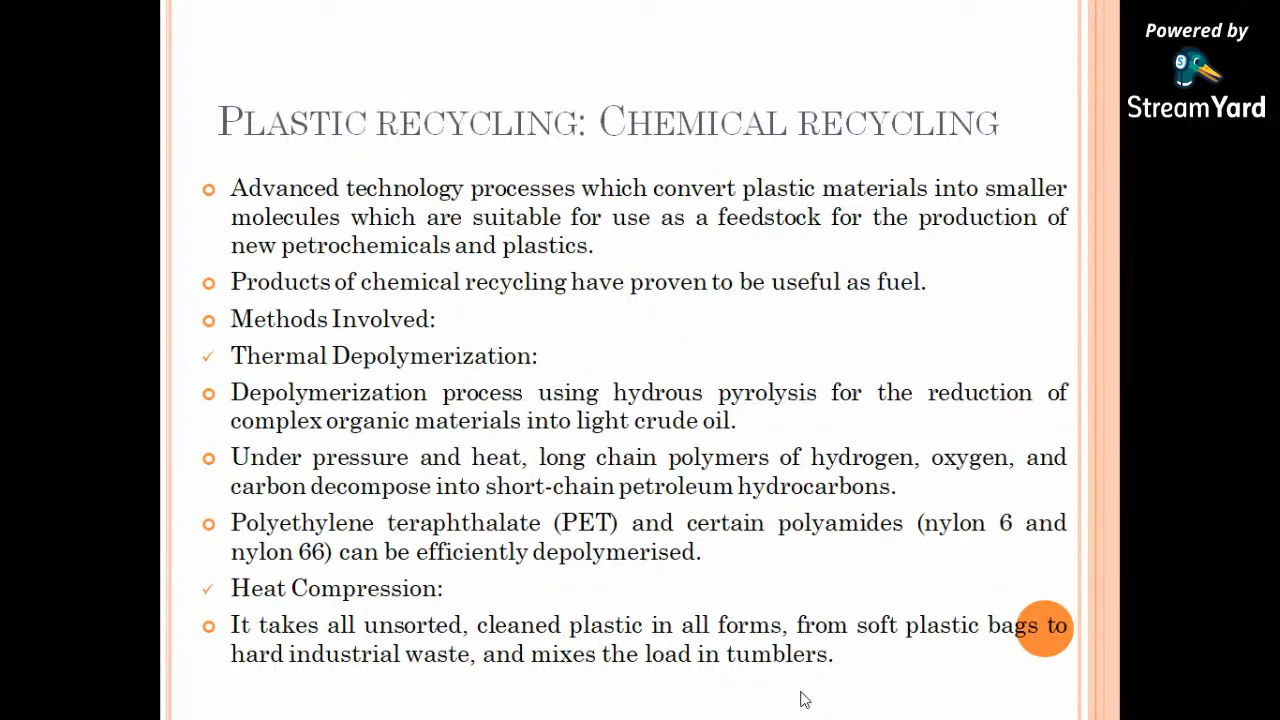 Powered by
StreamYard
PLASTIC RECYCLING: CHEMICAL RECYCLING
Advanced technology processes which convert plastic materials into smaller
molecules which are suitable for use as a feedstock for the production of
new petrochemicals and plastics.
Products of chemical recycling have proven to be useful as fuel.
Methods Involved:
Thermal Depolymerization:
Depolymerization process using hydrous pyrolysis for the reduction of
complex organic materials into light crude oil.
Under pressure and heat, long chain polymers of hydrogen, oxygen, and
carbon decompose into short-chain petroleum hydrocarbons.
Polyethylene teraphthalate (PET) and certain polyamides (nylon 6 and
nylon 66) can be efficiently depolymerised.
Heat Compression:
It takes all unsorted, cleaned plastic in all forms, from soft plastic bags to
hard industrial waste, and mixes the load in tumblers.